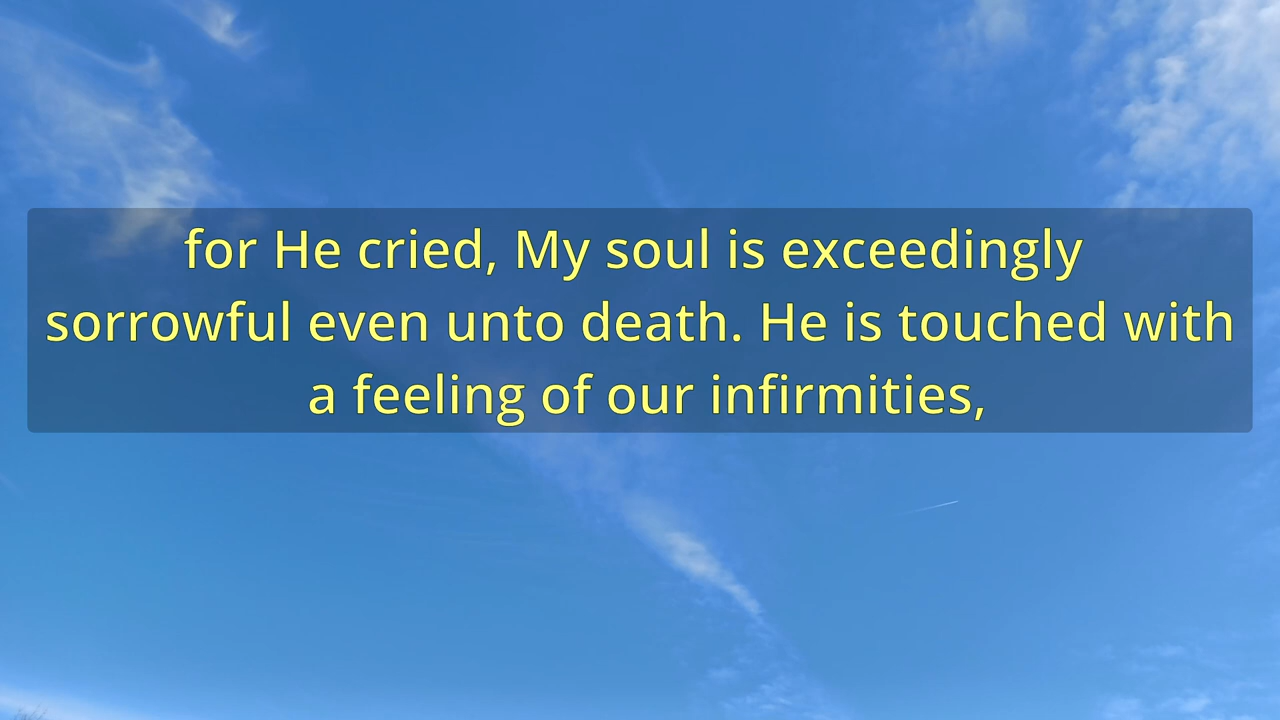 for He cried, My soul is exceedingly
sorrowful even unto death. He is touched with
a feeling of our infirmities,